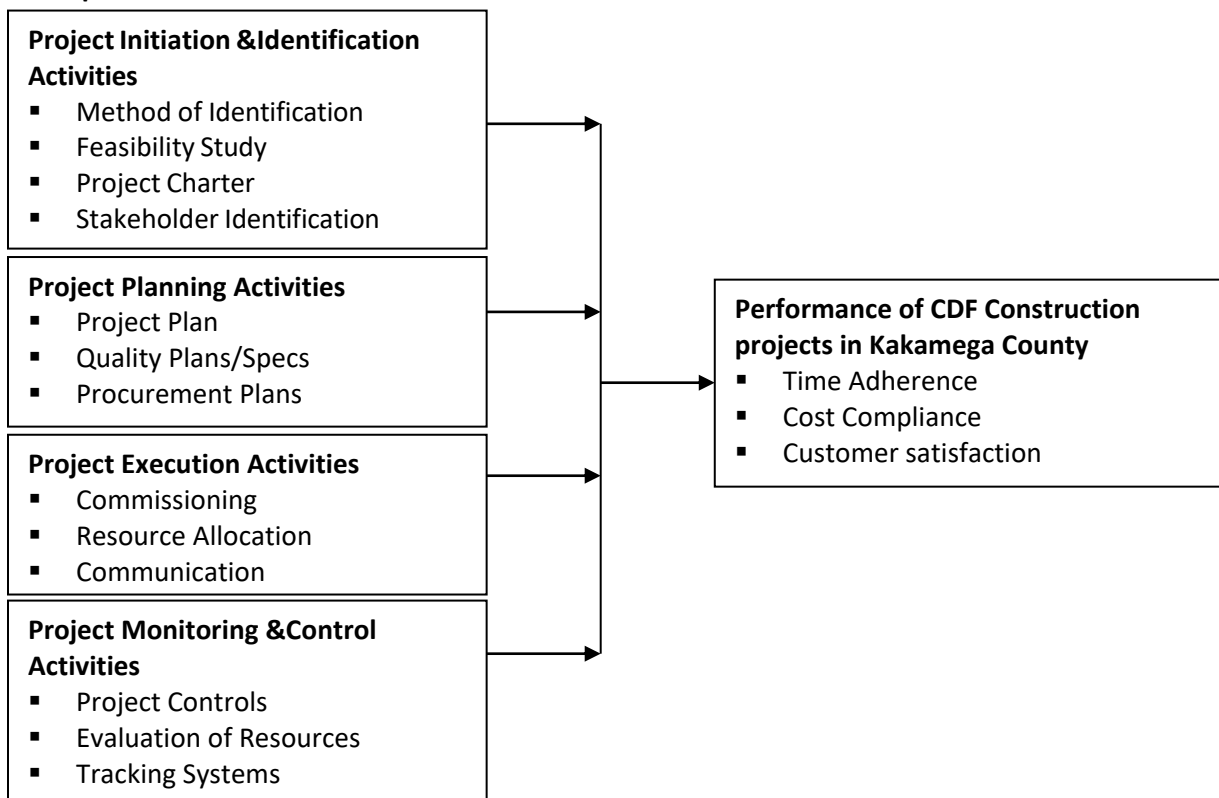 Project Initiation &Identification
Activities
▪ Method of Identification
▪ Feasibility Study
▪ Project Charter
▪ Stakeholder Identification
Project Planning Activities
▪ Project Plan
▪ Quality Plans/Specs
▪ Procurement Plans
Project Execution Activities
▪ Commissioning
▪ Resource Allocation
▪ Communication
Project Monitoring &Control
Activities
▪ Project Controls
▪ Evaluation of Resources
▪ Tracking Systems
Performance of CDF Construction
projects in Kakamega County
▪ Time Adherence
▪ Cost Compliance
▪ Customer satisfaction